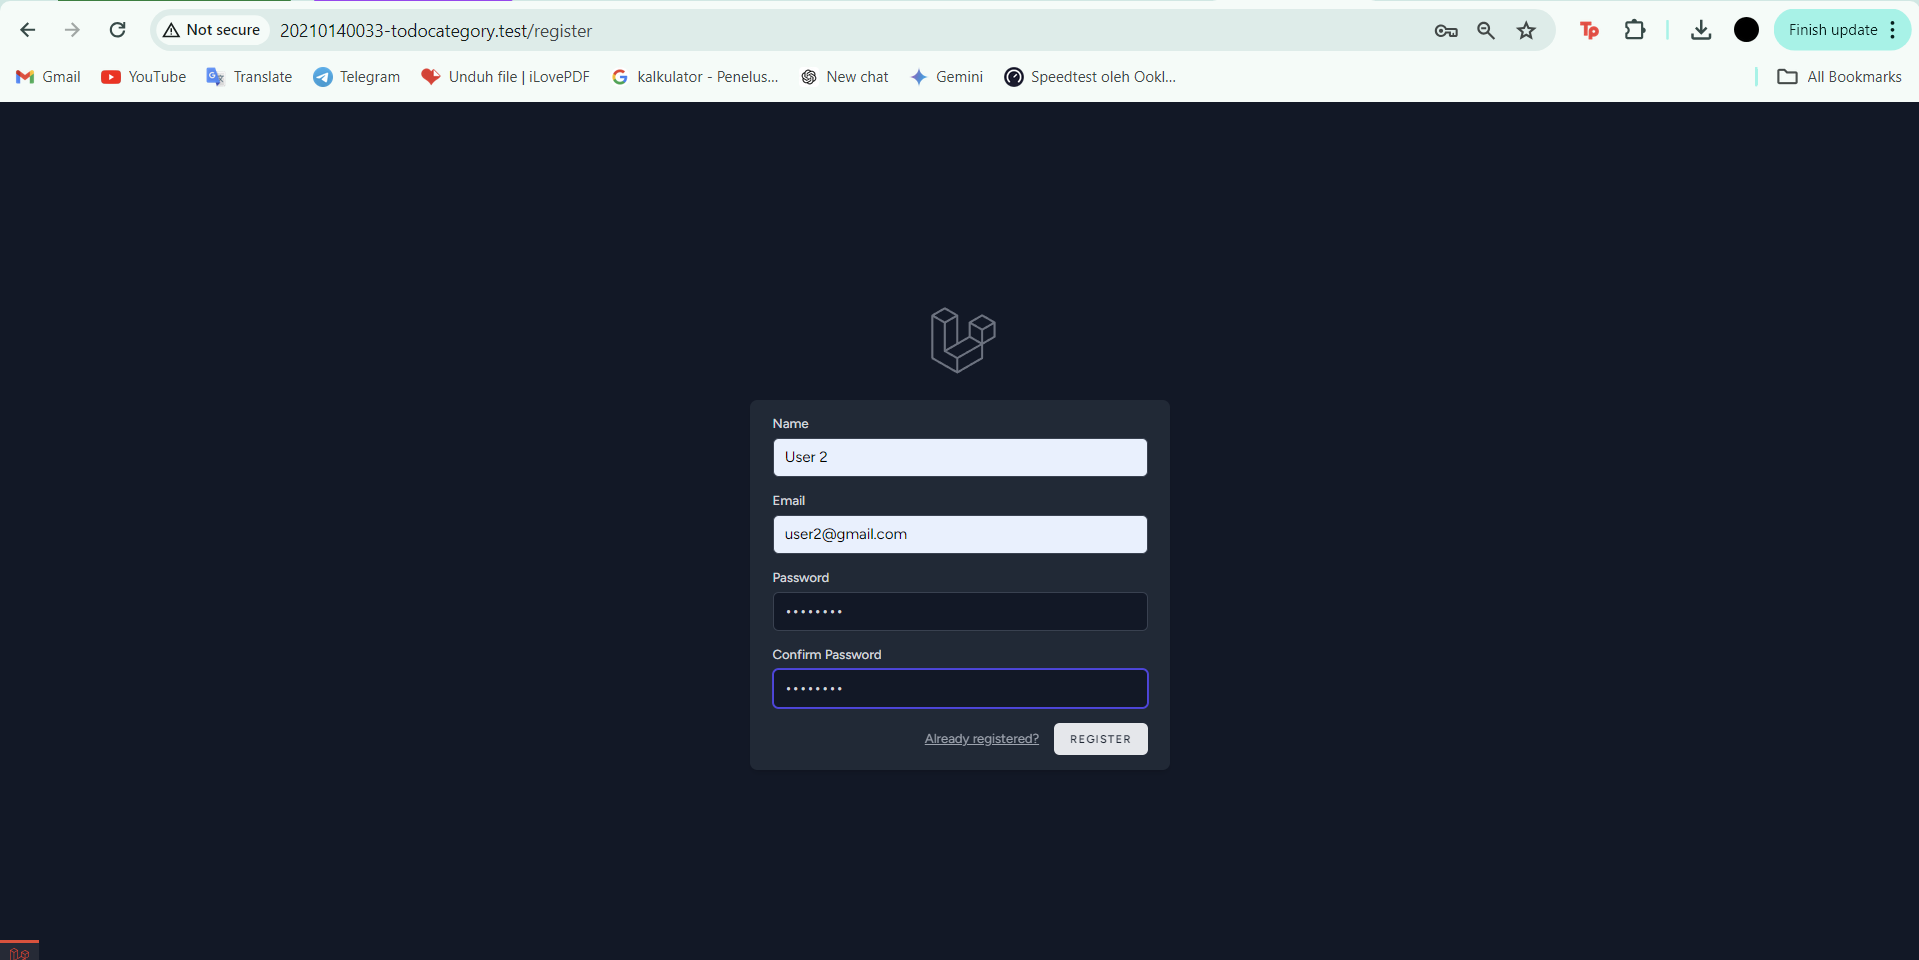 Not secure 20210140033-todocategory.test/register Tp Finish update
Gmail YouTube Translate Telegram Unduh file | iLovePDF kalkulator - Penelus... New chat Gemini Speedtest oleh Ookl... All Bookmarks
Name
User 2
Email
user2@gmail.com
Password
••••••••
Confirm Password
••••••••
Already registered? REGISTER